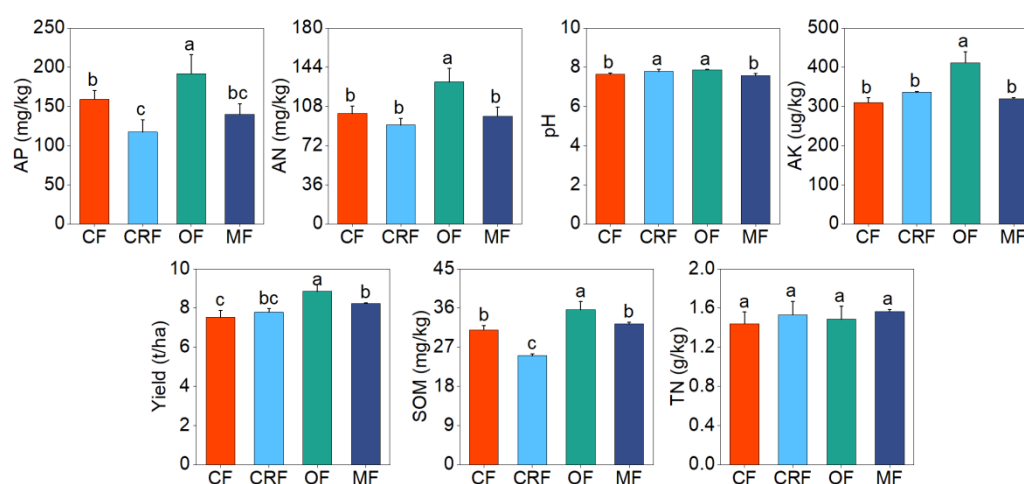 AP (mg/kg)
250
200
150
100
50
0
b
c
a
bc
CF CRF OF MF
AN (mg/kg)
180
144
108
72
36
0
b
b
a
b
CF CRF OF MF
pH
10
8
6
4
2
0
b
a
a
b
CF CRF OF MF
AK (ug/kg)
500
400
300
200
100
0
b
b
a
b
CF CRF OF MF
Yield (t/ha)
10
8
6
4
2
0
c
bc
a
b
CF CRF OF MF
SOM (mg/kg)
45
36
27
18
9
0
b
c
a
b
CF CRF OF MF
TN (g/kg)
2.0
1.6
1.2
0.8
0.4
0.0
a
a
a
a
CF CRF OF MF